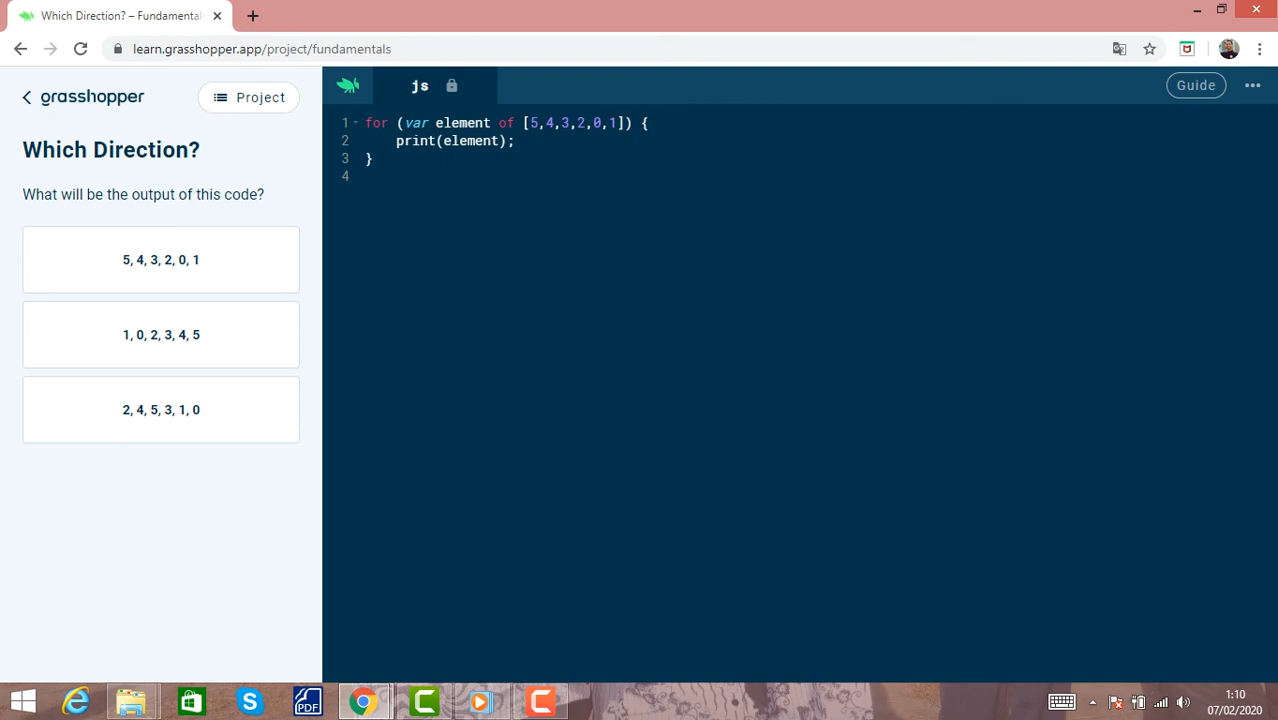 Which Direction? – Fundamentals
learn.grasshopper.app/project/fundamentals
grasshopper
Project
js
Guide
Which Direction?
What will be the output of this code?
5, 4, 3, 2, 0, 1
1, 0, 2, 3, 4, 5
2, 4, 5, 3, 1, 0
1 for (var element of [5,4,3,2,0,1]) {
2 print(element);
3 }
4
PDF
1:10
07/02/2020